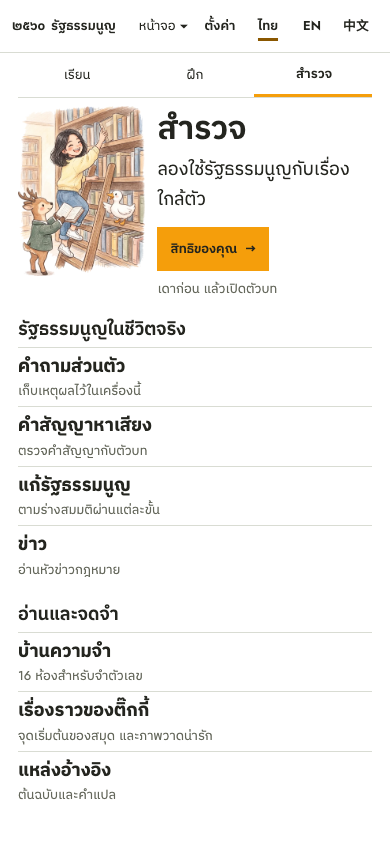 ๒๕๖๐ รัฐธรรมนูญ หน้าจอ ตั้งค่า ไทย EN 中文
เรียน ฝึก สำรวจ
สำรวจ
ลองใช้รัฐธรรมนูญกับเรื่อง
ใกล้ตัว
สิทธิของคุณ →
เดาก่อน แล้วเปิดตัวบท
รัฐธรรมนูญในชีวิตจริง
คำถามส่วนตัว
เก็บเหตุผลไว้ในเครื่องนี้
คำสัญญาหาเสียง
ตรวจคำสัญญากับตัวบท
แก้รัฐธรรมนูญ
ตามร่างสมมติผ่านแต่ละขั้น
ข่าว
อ่านหัวข่าวกฎหมาย
อ่านและจดจำ
บ้านความจำ
16 ห้องสำหรับจำตัวเลข
เรื่องราวของติ๊กกี้
จุดเริ่มต้นของสมุด และภาพวาดน่ารัก
แหล่งอ้างอิง
ต้นฉบับและคำแปล